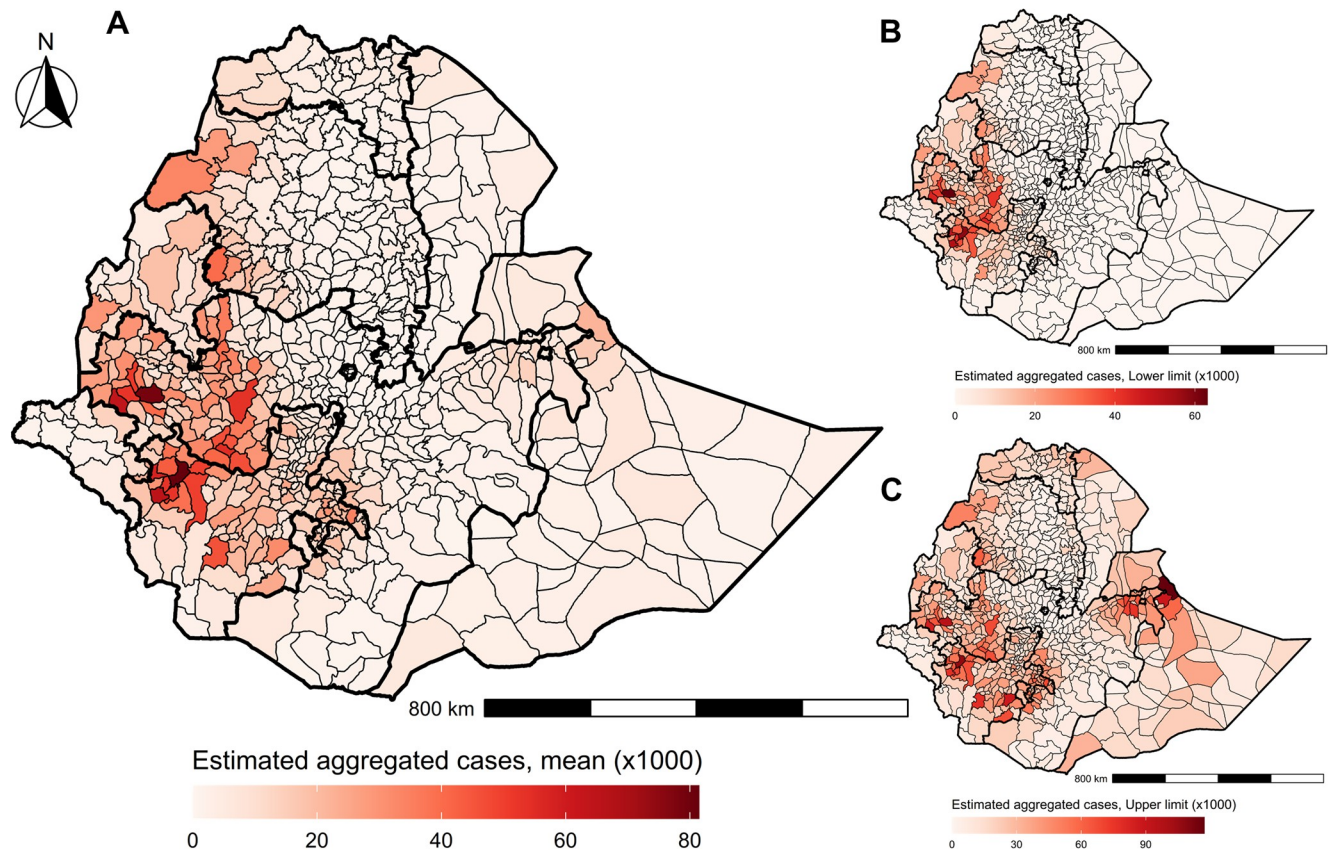 A
N
800 km
Estimated aggregated cases, mean (x1000)
0 20 40 60 80
B
800 km
Estimated aggregated cases, Lower limit (x1000)
0 20 40 60
C
800 km
Estimated aggregated cases, Upper limit (x1000)
0 30 60 90